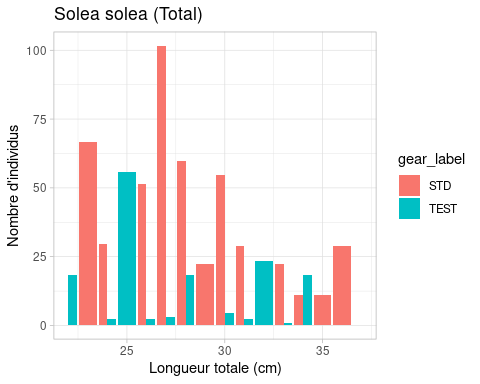 Solea solea (Total)
100
75
50
25
0
25
30
35
Longueur totale (cm)
Nombre d'individus
gear_label
STD
TEST